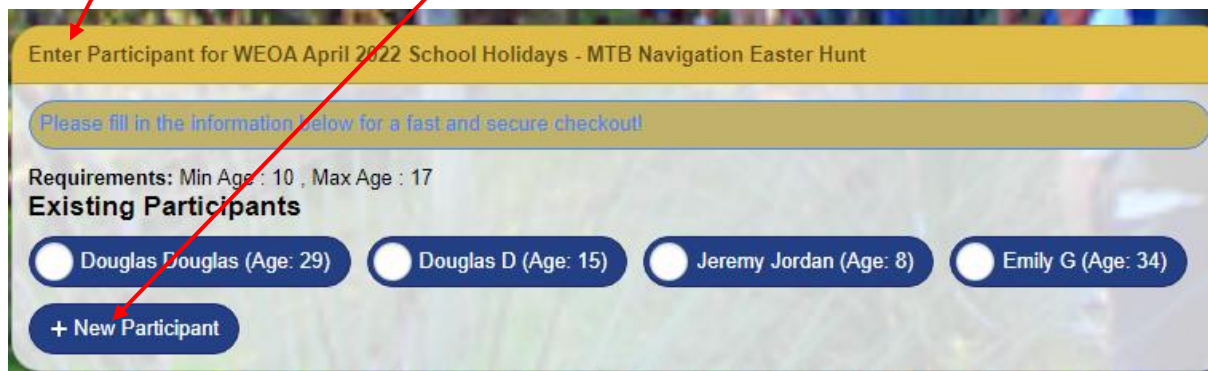 Enter Participant for WEOA April 2022 School Holidays - MTB Navigation Easter Hunt
Please fill in the information below for a fast and secure checkout!
Requirements: Min Age : 10 , Max Age : 17
Existing Participants
Douglas Douglas (Age: 29) Douglas D (Age: 15) Jeremy Jordan (Age: 8) Emily G (Age: 34)
+ New Participant